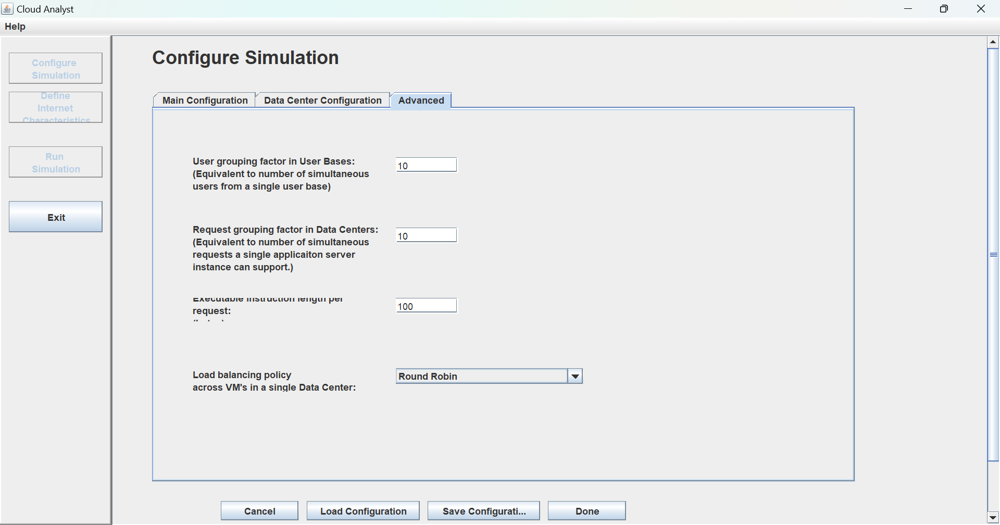 Cloud Analyst
Help
Configure
Simulation
Define
Internet
Characteristics
Run
Simulation
Exit
Configure Simulation
Main Configuration
Data Center Configuration
Advanced
User grouping factor in User Bases:
(Equivalent to number of simultaneous
users from a single user base)
10
Request grouping factor in Data Centers:
(Equivalent to number of simultaneous
requests a single applicaiton server
instance can support.)
10
Executable instruction length per
request:
100
Load balancing policy
across VM's in a single Data Center:
Round Robin
Cancel
Load Configuration
Save Configurati...
Done